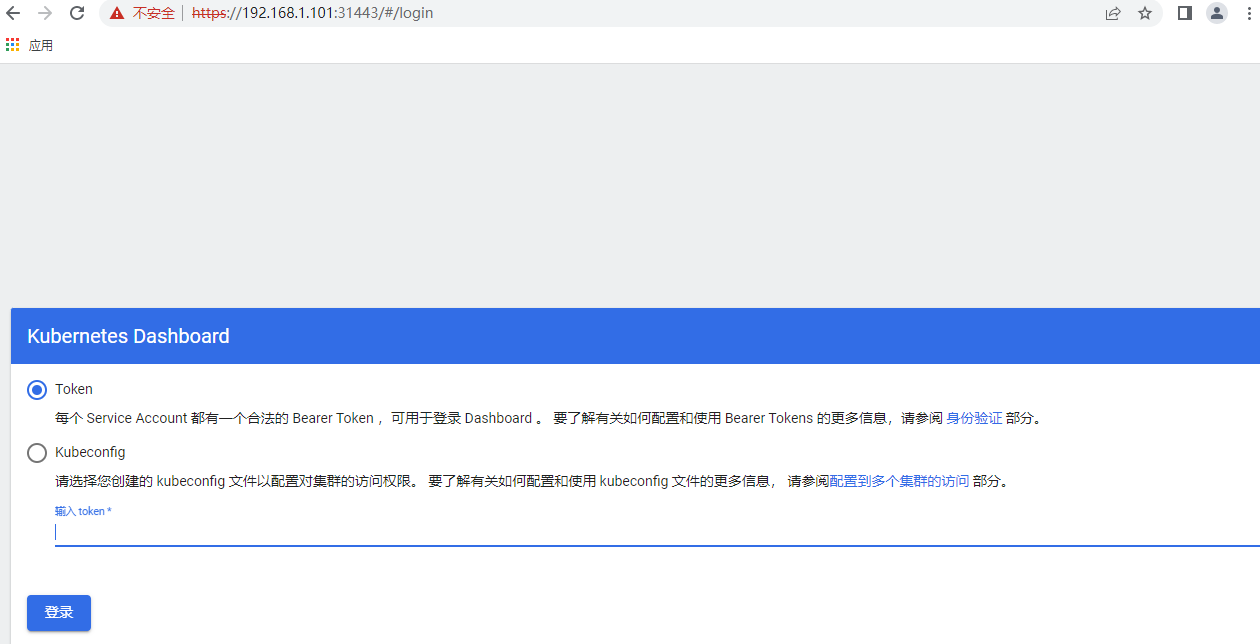 不安全 https://192.168.1.101:31443/#/login
应用
Kubernetes Dashboard
Token
每个 Service Account 都有一个合法的 Bearer Token ，可用于登录 Dashboard 。 要了解有关如何配置和使用 Bearer Tokens 的更多信息，请参阅 身份验证 部分。
Kubeconfig
请选择您创建的 kubeconfig 文件以配置对集群的访问权限。 要了解有关如何配置和使用 kubeconfig 文件的更多信息， 请参阅配置到多个集群的访问 部分。
输入 token *
登录